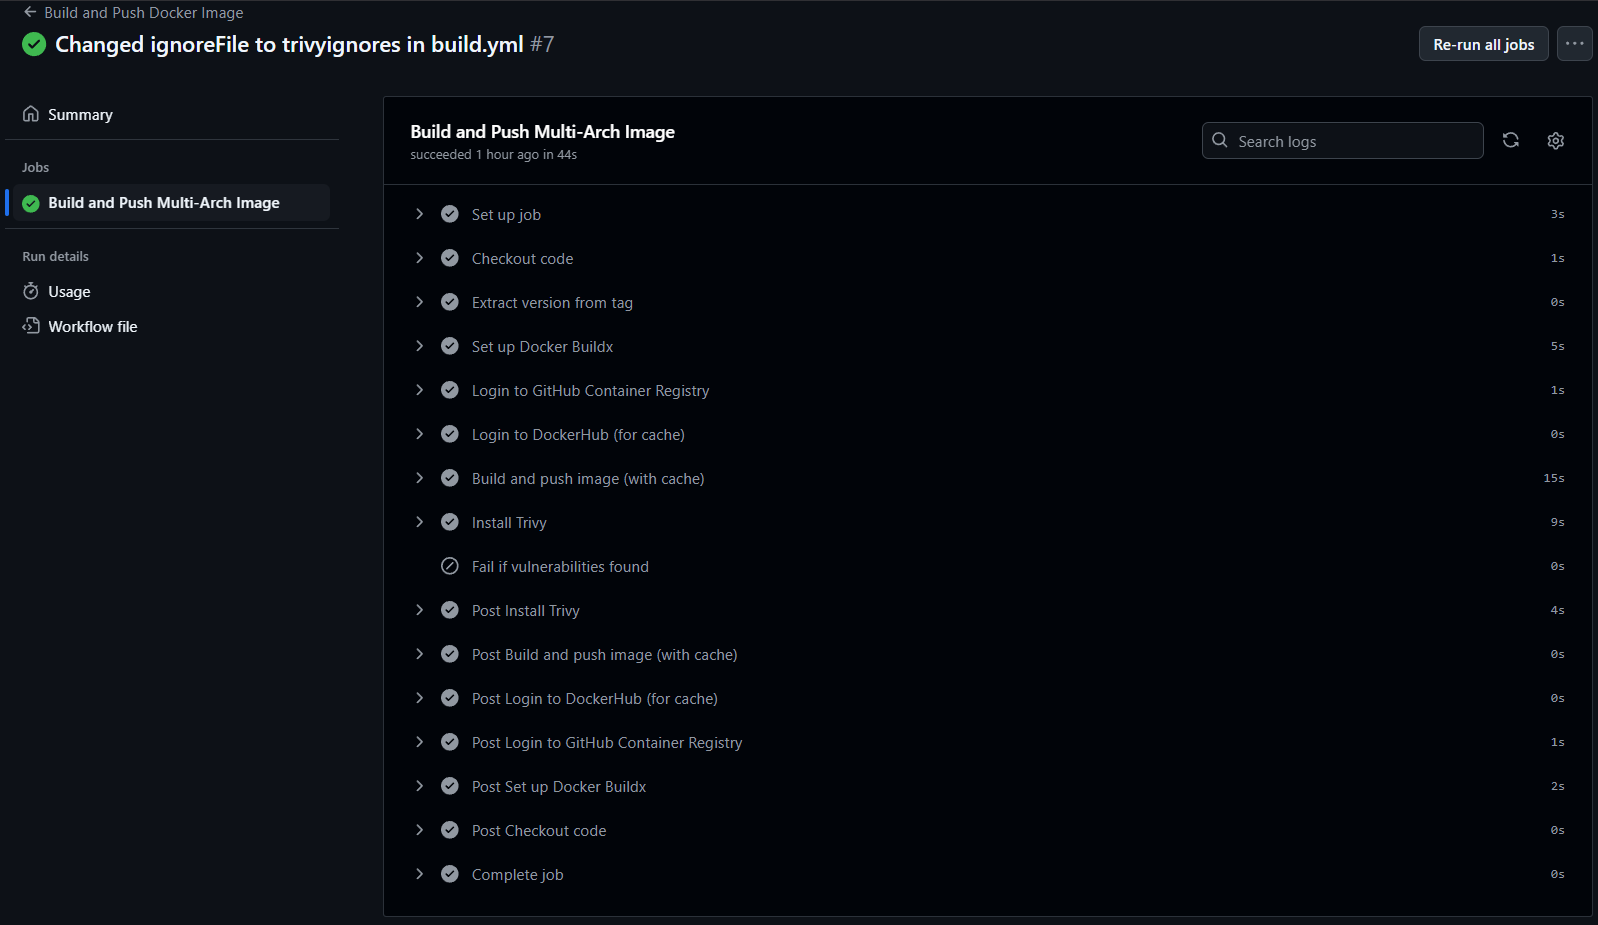 Build and Push Docker Image
Changed ignoreFile to trivyignores in build.yml #7
Re-run all jobs
Summary
Jobs
Build and Push Multi-Arch Image
Run details
Usage
Workflow file
Build and Push Multi-Arch Image
succeeded 1 hour ago in 44s
Search logs
Set up job 3s
Checkout code 1s
Extract version from tag 0s
Set up Docker Buildx 5s
Login to GitHub Container Registry 1s
Login to DockerHub (for cache) 0s
Build and push image (with cache) 15s
Install Trivy 9s
Fail if vulnerabilities found 0s
Post Install Trivy 4s
Post Build and push image (with cache) 0s
Post Login to DockerHub (for cache) 0s
Post Login to GitHub Container Registry 1s
Post Set up Docker Buildx 2s
Post Checkout code 0s
Complete job 0s